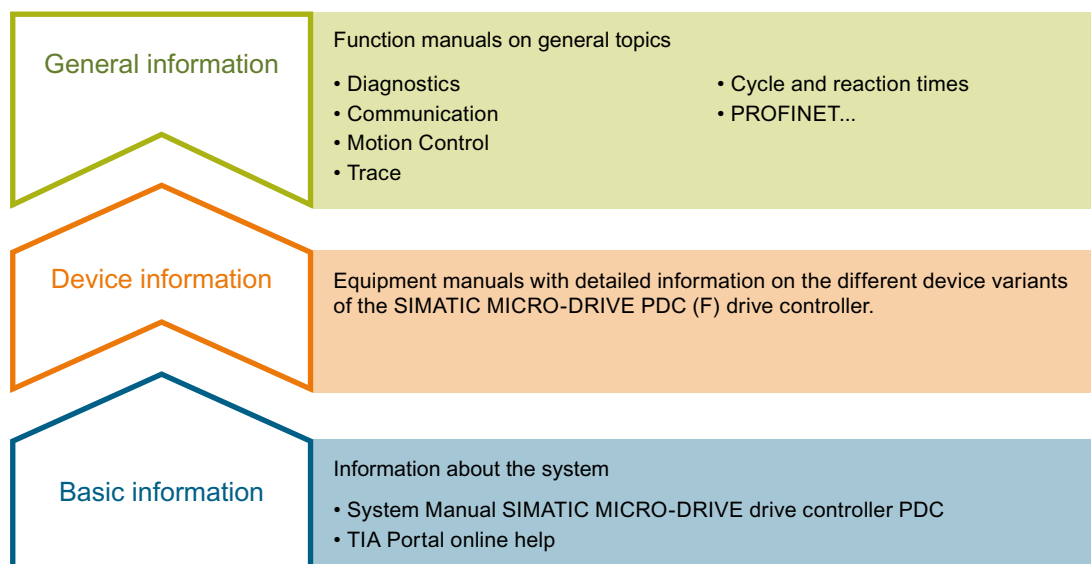 General information
Function manuals on general topics
• Diagnostics
• Communication
• Motion Control
• Trace
• Cycle and reaction times
• PROFINET...
Device information
Equipment manuals with detailed information on the different device variants
of the SIMATIC MICRO-DRIVE PDC (F) drive controller.
Basic information
Information about the system
• System Manual SIMATIC MICRO-DRIVE drive controller PDC
• TIA Portal online help